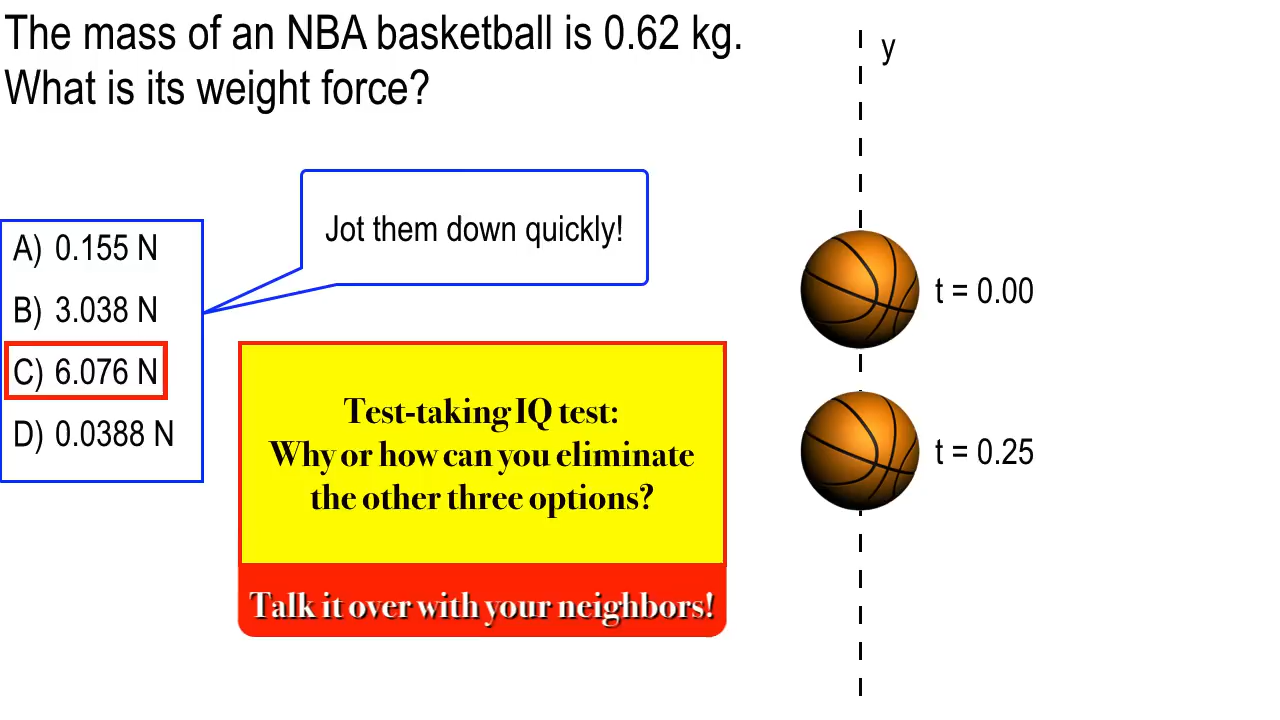 The mass of an NBA basketball is 0.62 kg.
What is its weight force?
y
Jot them down quickly!
A) 0.155 N
B) 3.038 N
C) 6.076 N
D) 0.0388 N
Test-taking IQ test:
Why or how can you eliminate
the other three options?
Talk it over with your neighbors!
t = 0.00
t = 0.25